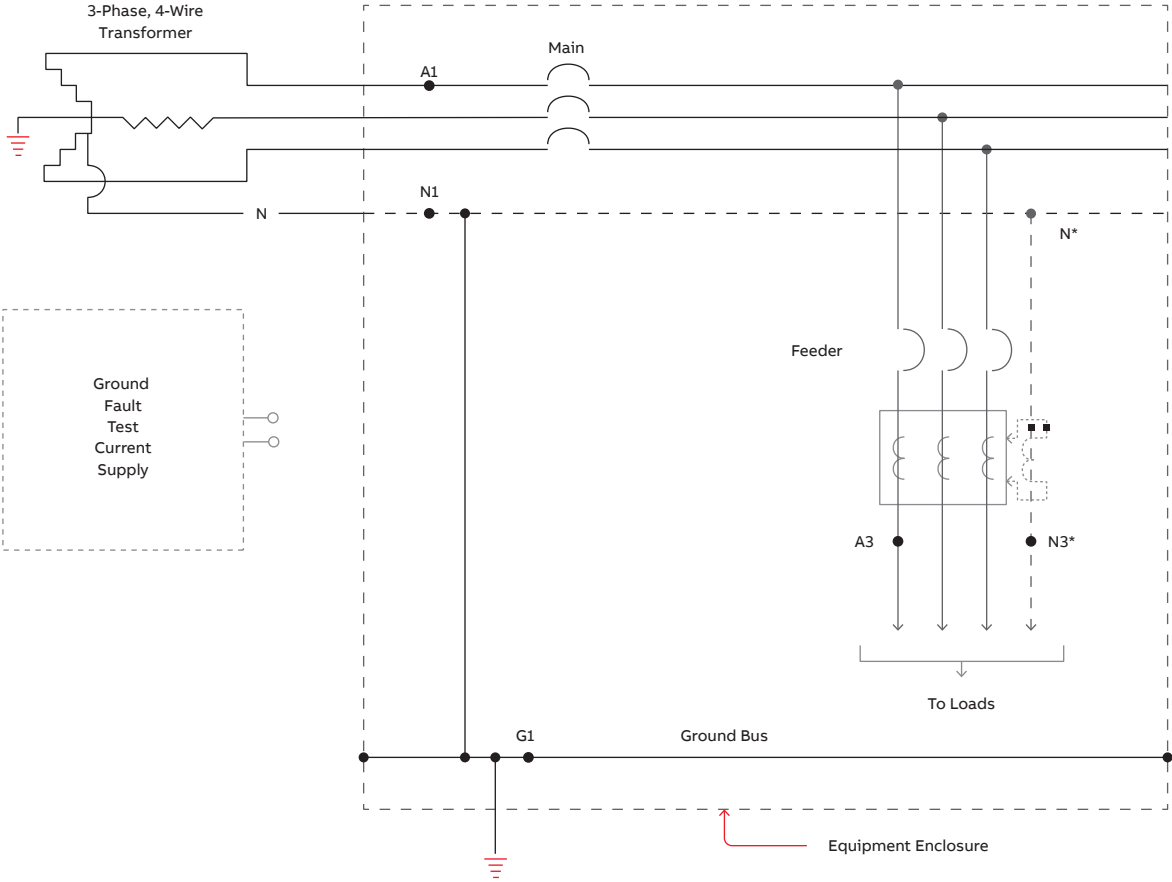 3-Phase, 4-Wire
Transformer
Main
A1
N1
N
N*
Feeder
Ground
Fault
Test
Current
Supply
A3
N3*
To Loads
G1
Ground Bus
Equipment Enclosure